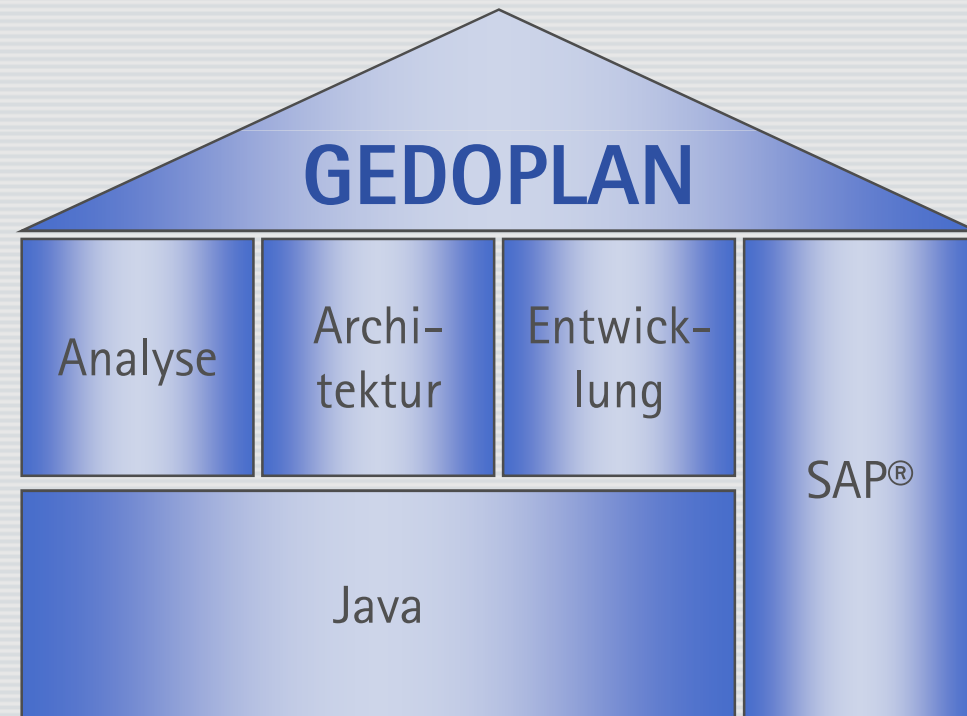 GEDOPLAN
Analyse
Archi-
tektur
Entwick-
lung
SAP®
Java